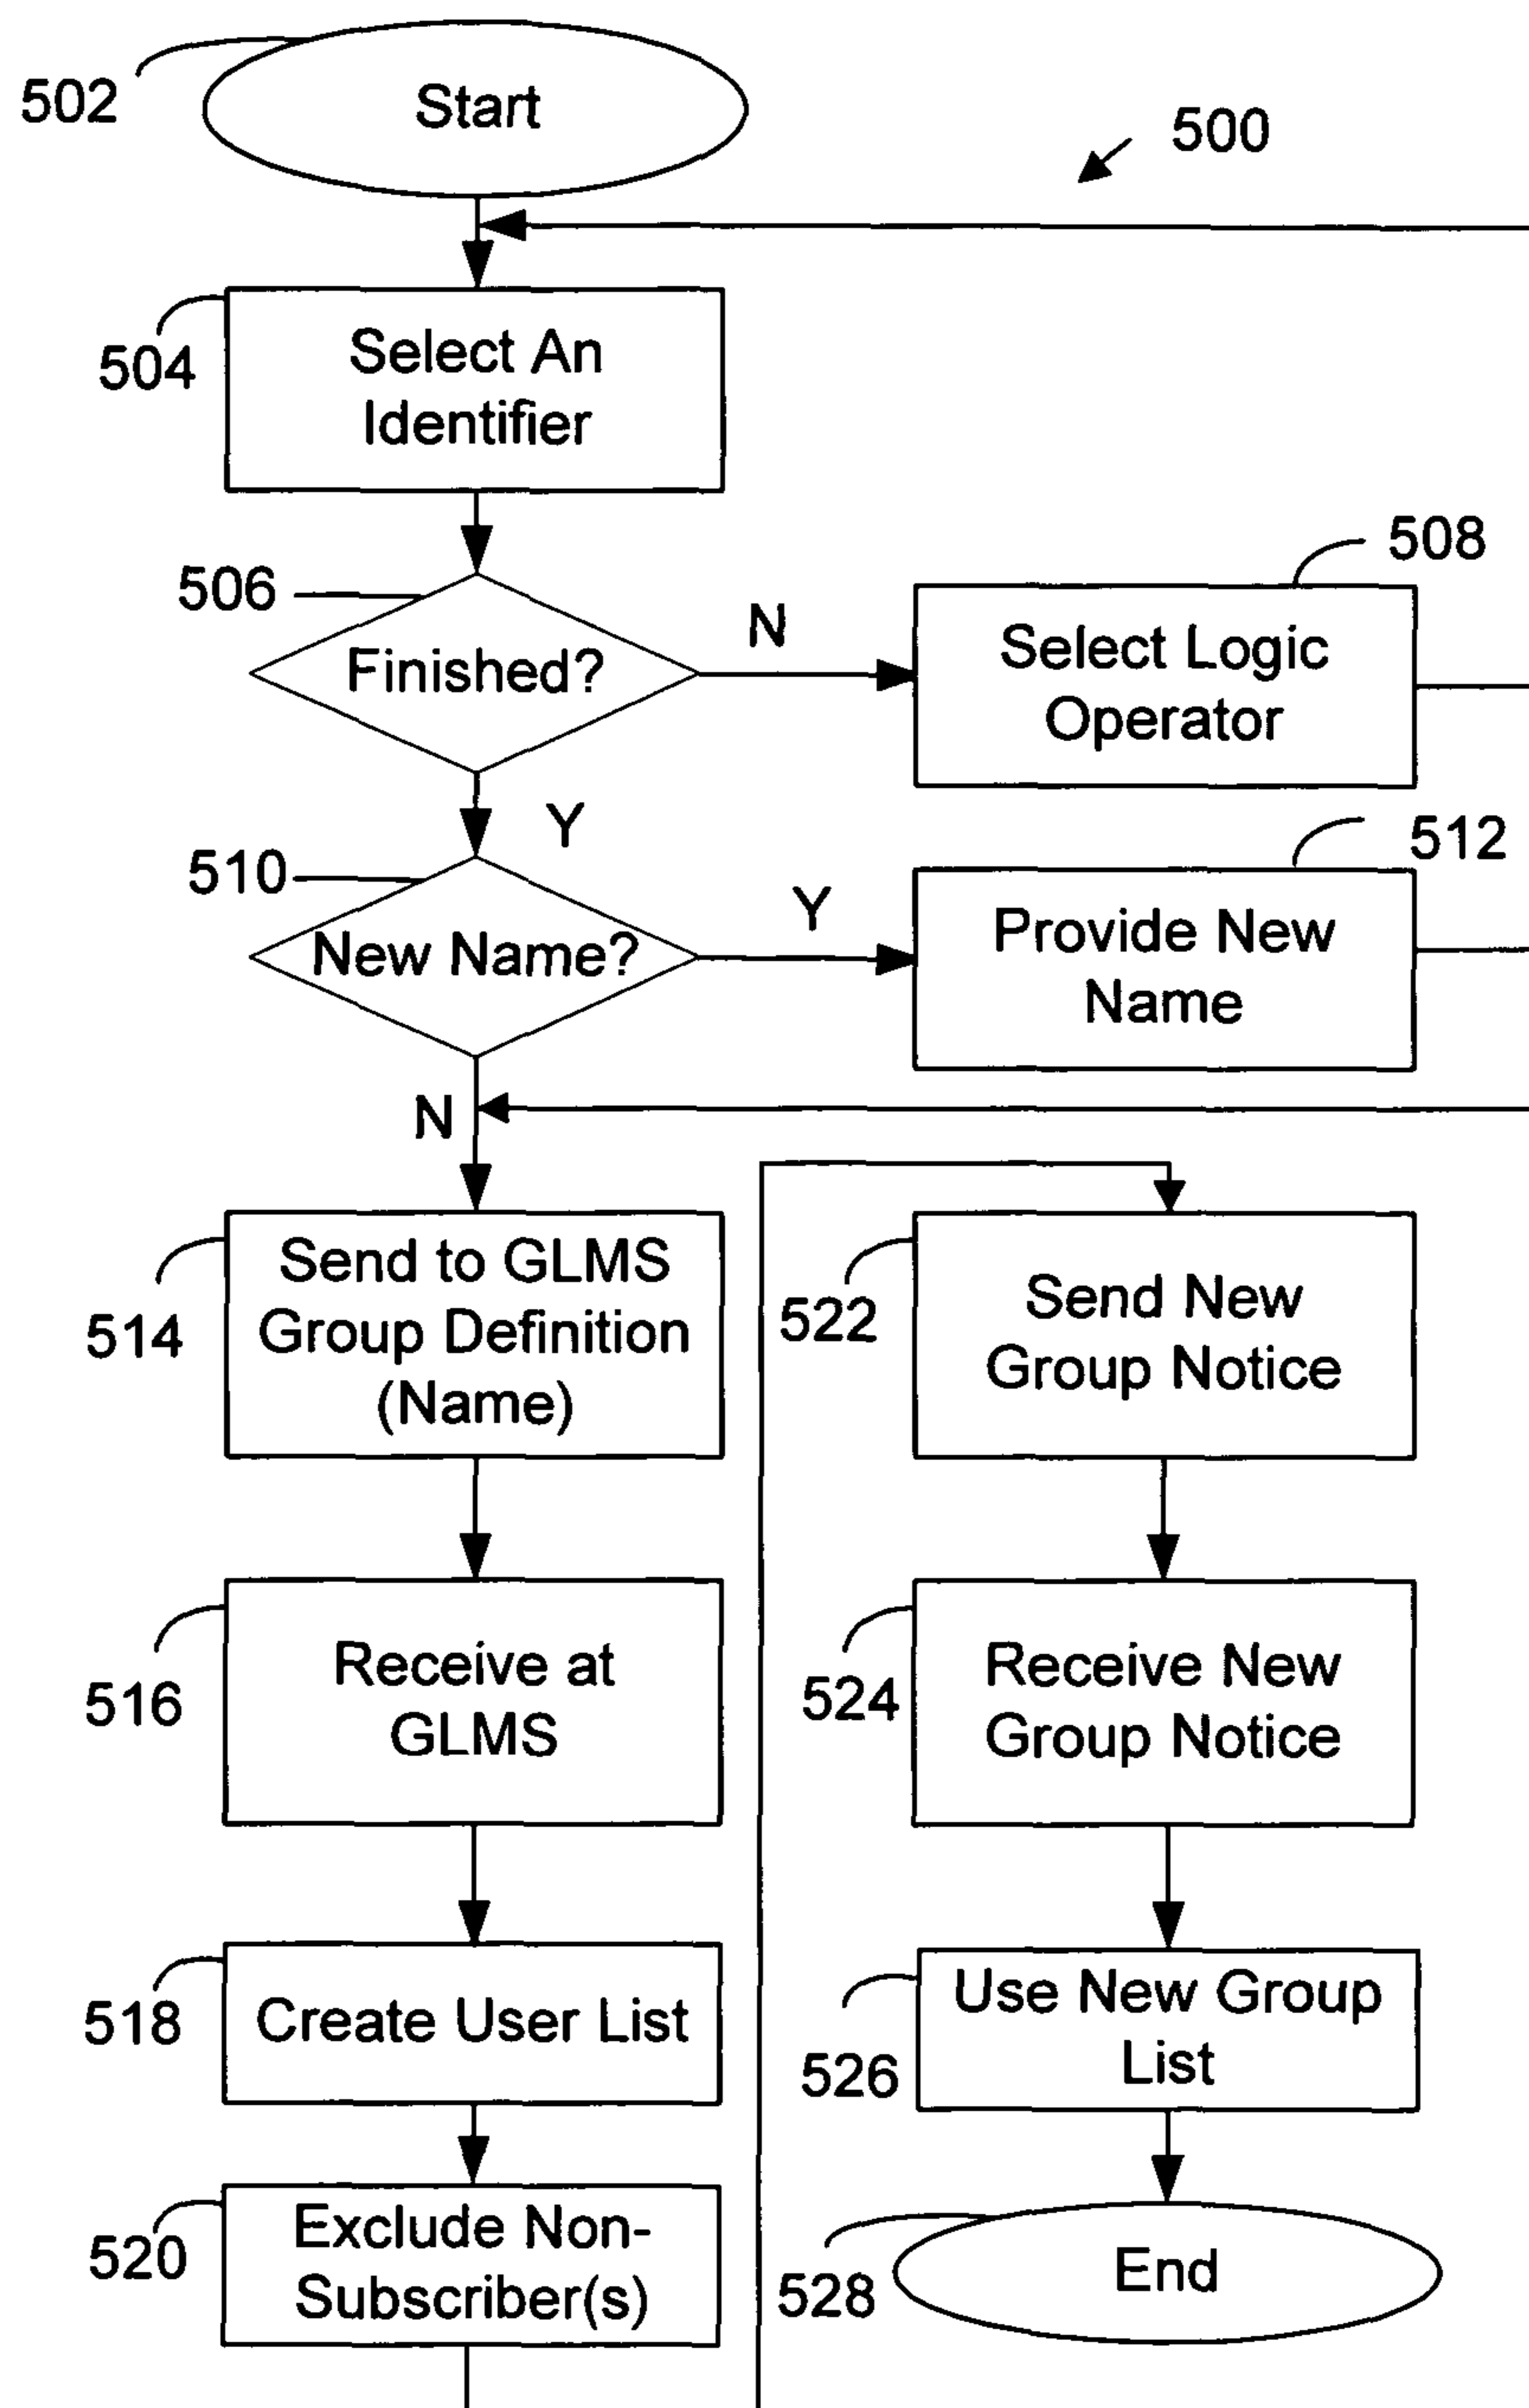 502
Start
500
504
Select An
Identifier
506
Finished?
N
508
Select Logic
Operator
Y
510
New Name?
Y
512
Provide New
Name
N
514
Send to GLMS
Group Definition
(Name)
516
Receive at
GLMS
518
Create User List
520
Exclude Non-
Subscriber(s)
522
Send New
Group Notice
524
Receive New
Group Notice
526
Use New Group
List
528
End